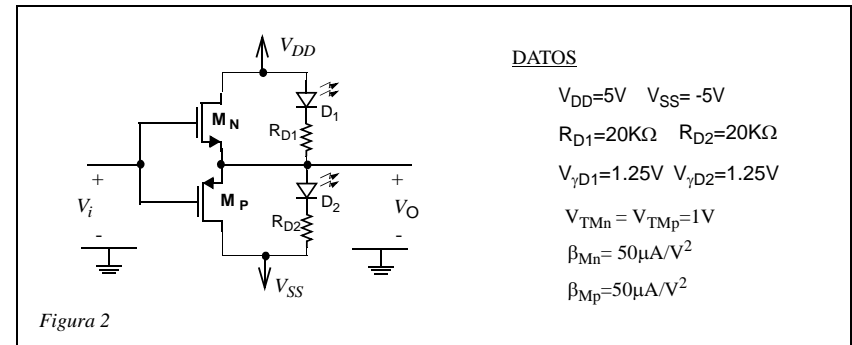 V_DD
DATOS
V_DD=5V V_SS= -5V
M_N
D_1
R_D1
R_D1=20KΩ R_D2=20KΩ
V_γD1=1.25V V_γD2=1.25V
+
+
D_2
M_P
V_i
V_O
R_D2
V_TMn = V_TMp=1V
-
-
β_Mn= 50μA/V²
V_SS
β_Mp=50μA/V²
Figura 2